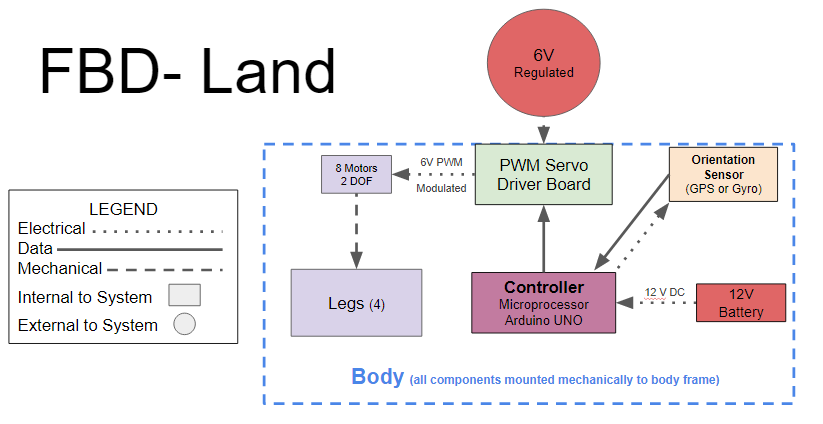 FBD- Land
6V
Regulated
8 Motors
2 DOF
6V PWM
Modulated
PWM Servo
Driver Board
Orientation
Sensor
(GPS or Gyro)
LEGEND
Electrical
Data
Mechanical
Internal to System
External to System
Legs (4)
Controller
Microprocessor
Arduino UNO
12 V DC
12V
Battery
Body (all components mounted mechanically to body frame)